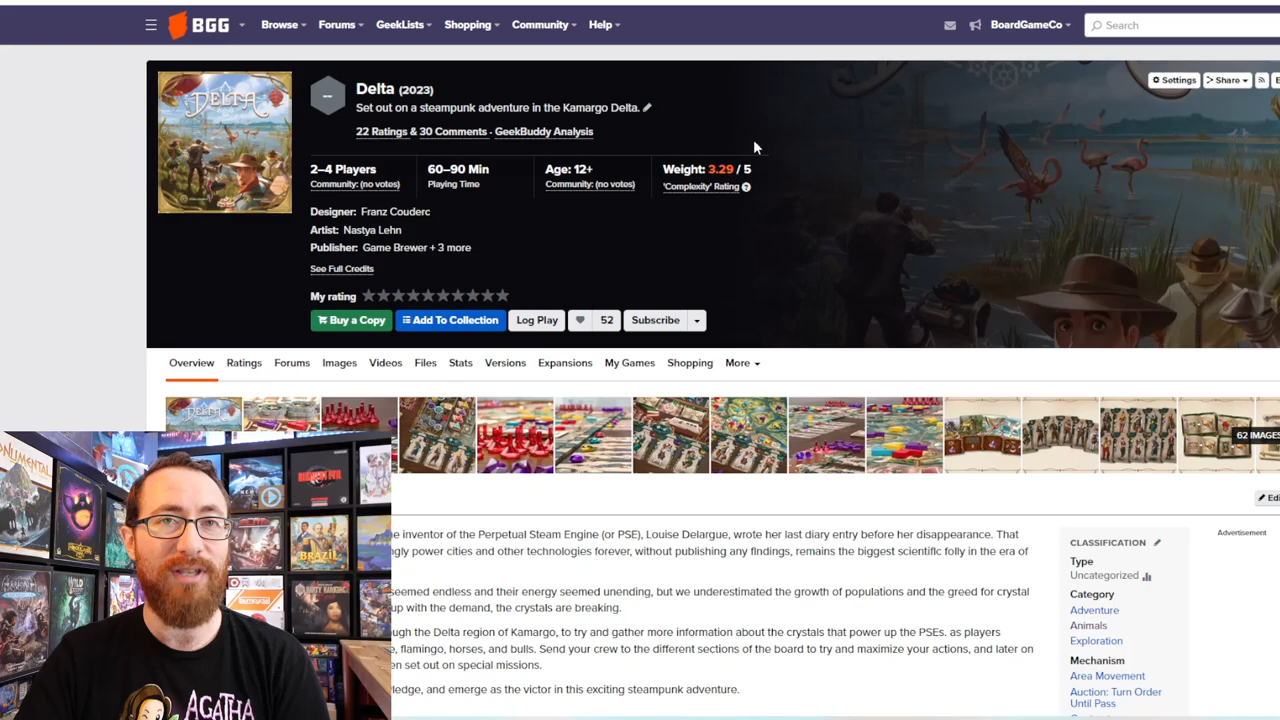 BGG Browse Forums GeekLists Shopping Community Help BoardGameCo Search
DELTA
--
Delta (2023)
Set out on a steampunk adventure in the Kamargo Delta.
22 Ratings & 30 Comments · GeekBuddy Analysis
Settings Share
2–4 Players 60–90 Min Age: 12+ Weight: 3.29 / 5
Community: (no votes) Playing Time Community: (no votes) 'Complexity' Rating ?
Designer: Franz Couderc
Artist: Nastya Lehn
Publisher: Game Brewer + 3 more
See Full Credits
My rating
Buy a Copy Add To Collection Log Play 52 Subscribe
Overview Ratings Forums Images Videos Files Stats Versions Expansions My Games Shopping More
DELTA
62 IMAGES
Edi
e inventor of the Perpetual Steam Engine (or PSE), Louise Delargue, wrote her last diary entry before her disappearance. That
ngly power cities and other technologies forever, without publishing any findings, remains the biggest scientific folly in the era of
seemed endless and their energy seemed unending, but we underestimated the growth of populations and the greed for crystal
up with the demand, the crystals are breaking.
ugh the Delta region of Kamargo, to try and gather more information about the crystals that power up the PSEs. as players
, flamingo, horses, and bulls. Send your crew to the different sections of the board to try and maximize your actions, and later on
en set out on special missions.
ledge, and emerge as the victor in this exciting steampunk adventure.
CLASSIFICATION
Type
Uncategorized
Category
Adventure
Animals
Exploration
Mechanism
Area Movement
Auction: Turn Order
Until Pass
Advertisement
BRAZIL
AGATHA